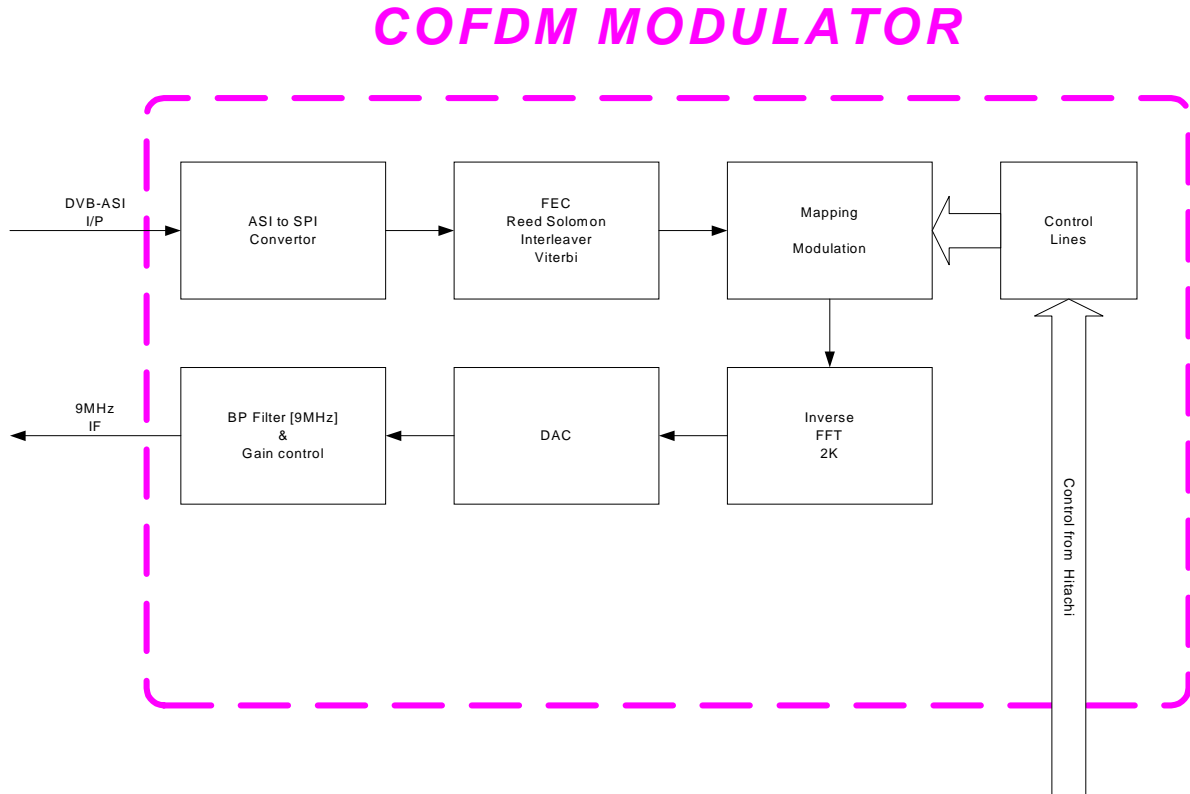 COFDM MODULATOR
DVB-ASI
I/P
ASI to SPI
Convertor
FEC
Reed Solomon
Interleaver
Viterbi
Mapping
Modulation
Control
Lines
9MHz
IF
BP Filter [9MHz]
&
Gain control
DAC
Inverse
FFT
2K
Control from Hitachi